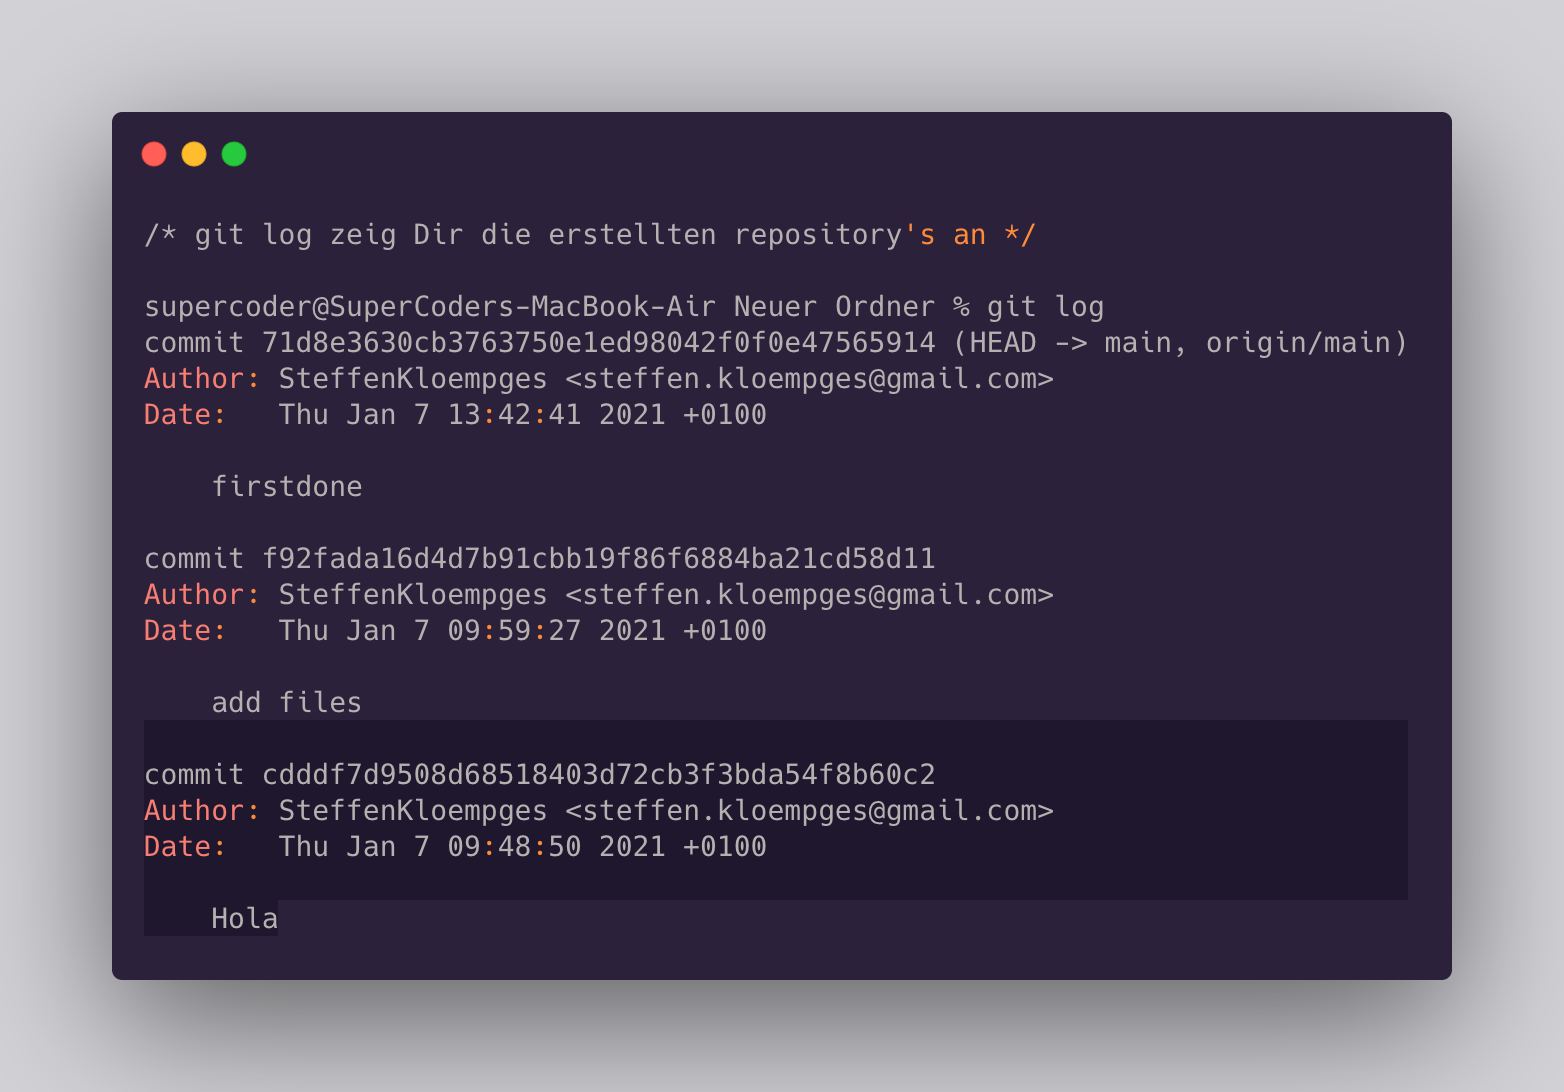 /* git log zeig Dir die erstellten repository's an */
supercoder@SuperCoders-MacBook-Air Neuer Ordner % git log
commit 71d8e3630cb3763750e1ed98042f0f0e47565914 (HEAD -> main, origin/main)
Author: SteffenKloempges <steffen.kloempges@gmail.com>
Date:   Thu Jan 7 13:42:41 2021 +0100
    firstdone
commit f92fada16d4d7b91cbb19f86f6884ba21cd58d11
Author: SteffenKloempges <steffen.kloempges@gmail.com>
Date:   Thu Jan 7 09:59:27 2021 +0100
    add files
commit cdddf7d9508d68518403d72cb3f3bda54f8b60c2
Author: SteffenKloempges <steffen.kloempges@gmail.com>
Date:   Thu Jan 7 09:48:50 2021 +0100
    Hola